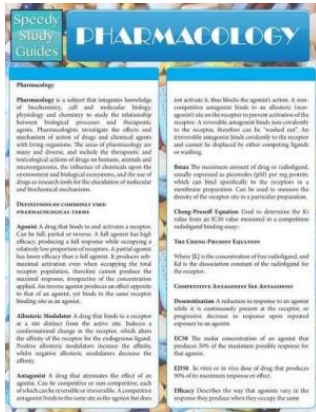 Speedy
Study
Guides
PHARMACOLOGY
Pharmacology
Pharmacology is a subject that integrates knowledge
of biochemistry, cell and molecular biology,
physiology and chemistry to study the relationship
between biological processes and therapeutic
agents. Pharmacologists investigate the effects and
mechanism of action of drugs and chemical agents
with living organisms. The areas of pharmacology are
many and diverse, and include the therapeutic and
toxicological actions of drugs on humans, animals and
microorganisms, the influence of chemicals upon the
environment and biological ecosystems, and the use of
drugs as research tools for the elucidation of molecular
and biochemical mechanisms.
DEFINITIONS OF COMMONLY USED
PHARMACOLOGICAL TERMS
Agonist A drug that binds to and activates a receptor.
Can be full, partial or inverse. A full agonist has high
efficacy, producing a full response while occupying a
relatively low proportion of receptors. A partial agonist
has lower efficacy than a full agonist. It produces sub-
maximal activation even when occupying the total
receptor population, therefore cannot produce the
maximal response, irrespective of the concentration
applied. An inverse agonist produces an effect opposite
to that of an agonist, yet binds to the same receptor
binding-site as an agonist.
Allosteric Modulator A drug that binds to a receptor
at a site distinct from the active site. Induces a
conformational change in the receptor, which alters
the affinity of the receptor for the endogenous ligand.
Positive allosteric modulators increase the affinity,
whilst negative allosteric modulators decrease the
affinity.
Antagonist A drug that attenuates the effect of an
agonist. Can be competitive or non-competitive, each
of which can be reversible or irreversible. A competitive
antagonist binds to the same site as the agonist but does
not activate it, thus blocks the agonist's action. A non-
competitive antagonist binds to an allosteric (non-
agonist) site on the receptor to prevent activation of the
receptor. A reversible antagonist binds non-covalently
to the receptor, therefore can be "washed out". An
irreversible antagonist binds covalently to the receptor
and cannot be displaced by either competing ligands
or washing.
Bmax The maximum amount of drug or radioligand,
usually expressed as picomoles (pM) per mg protein,
which can bind specifically to the receptors in a
membrane preparation. Can be used to measure the
density of the receptor site in a particular preparation.
Cheng-Prusoff Equation Used to determine the Ki
value from an IC50 value measured in a competition
radioligand binding assay:
THE CHENG-PRUSOFF EQUATION
Where [L] is the concentration of free radioligand, and
Kd is the dissociation constant of the radioligand for
the receptor.
COMPETITIVE ANTAGONIST SEE ANTAGONIST
Desensitization A reduction in response to an agonist
while it is continuously present at the receptor, or
progressive decrease in response upon repeated
exposure to an agonist.
EC50 The molar concentration of an agonist that
produces 50% of the maximum possible response for
that agonist.
ED50 In vitro or in vivo dose of drug that produces
50% of its maximum response or effect.
Efficacy Describes the way that agonists vary in the
response they produce when they occupy the same